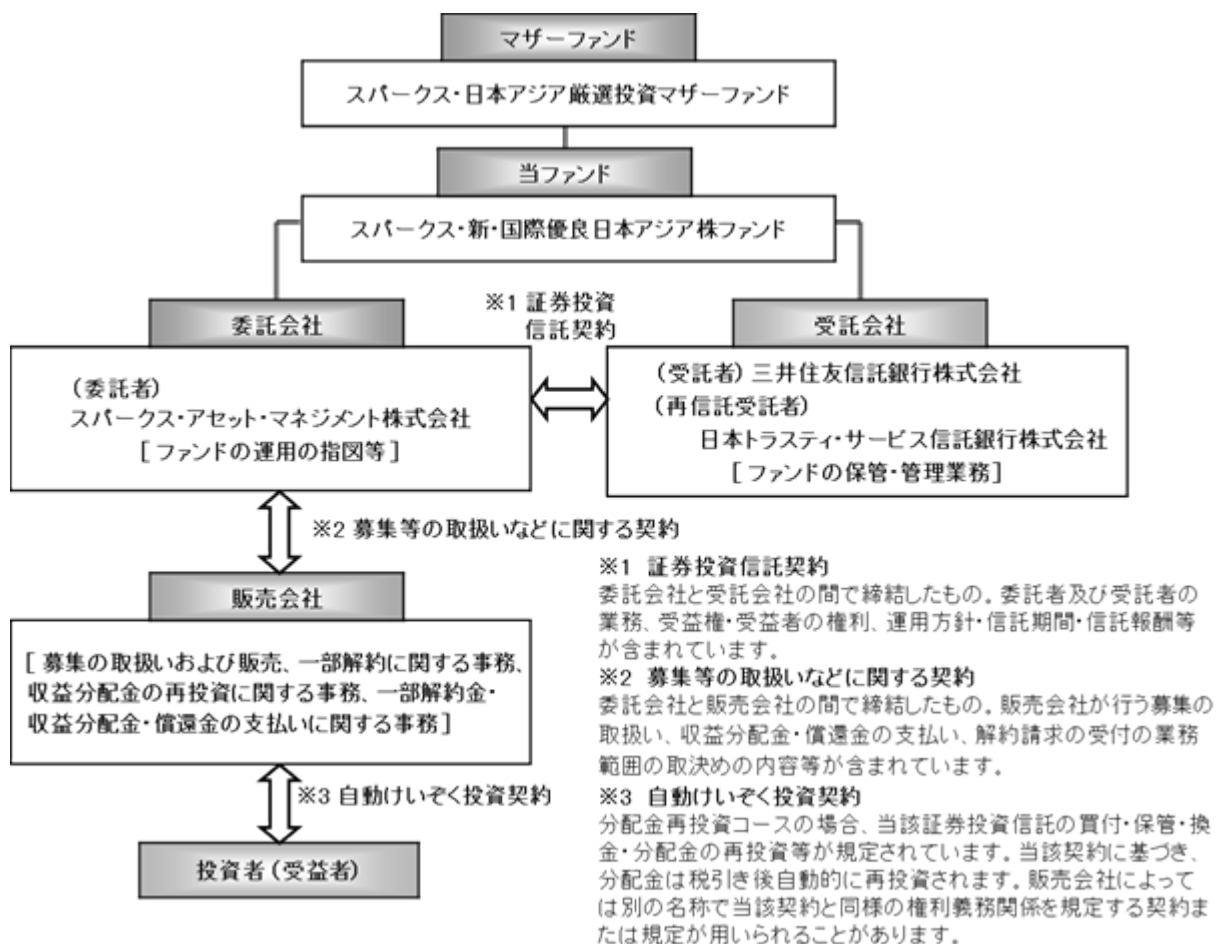 マザーファンド
スパークス・日本アジア厳選投資マザーファンド
当ファンド
スパークス・新・国際優良日本アジア株ファンド
委託会社
(委託者)
スパークス・アセット・マネジメント株式会社
[ファンドの運用の指図等]
※1 証券投資
信託契約
受託会社
(受託者) 三井住友信託銀行株式会社
(再信託受託者)
日本トラスティ・サービス信託銀行株式会社
[ファンドの保管・管理業務]
※2 募集等の取扱いなどに関する契約
販売会社
[ 募集の取扱いおよび販売、一部解約に関する事務、
収益分配金の再投資に関する事務、一部解約金・
収益分配金・償還金の支払いに関する事務]
※3 自動けいぞく投資契約
投資者(受益者)
※1 証券投資信託契約
委託会社と受託会社の間で締結したもの。委託者及び受託者の
業務、受益権・受益者の権利、運用方針・信託期間・信託報酬等
が含まれています。
※2 募集等の取扱いなどに関する契約
委託会社と販売会社の間で締結したもの。販売会社が行う募集の
取扱い、収益分配金・償還金の支払い、解約請求の受付の業務
範囲の取決めの内容等が含まれています。
※3 自動けいぞく投資契約
分配金再投資コースの場合、当該証券投資信託の買付・保管・換
金・分配金の再投資等が規定されています。当該契約に基づき、
分配金は税引き後自動的に再投資されます。販売会社によって
は別の名称で当該契約と同様の権利義務関係を規定する契約ま
たは規定が用いられることがあります。